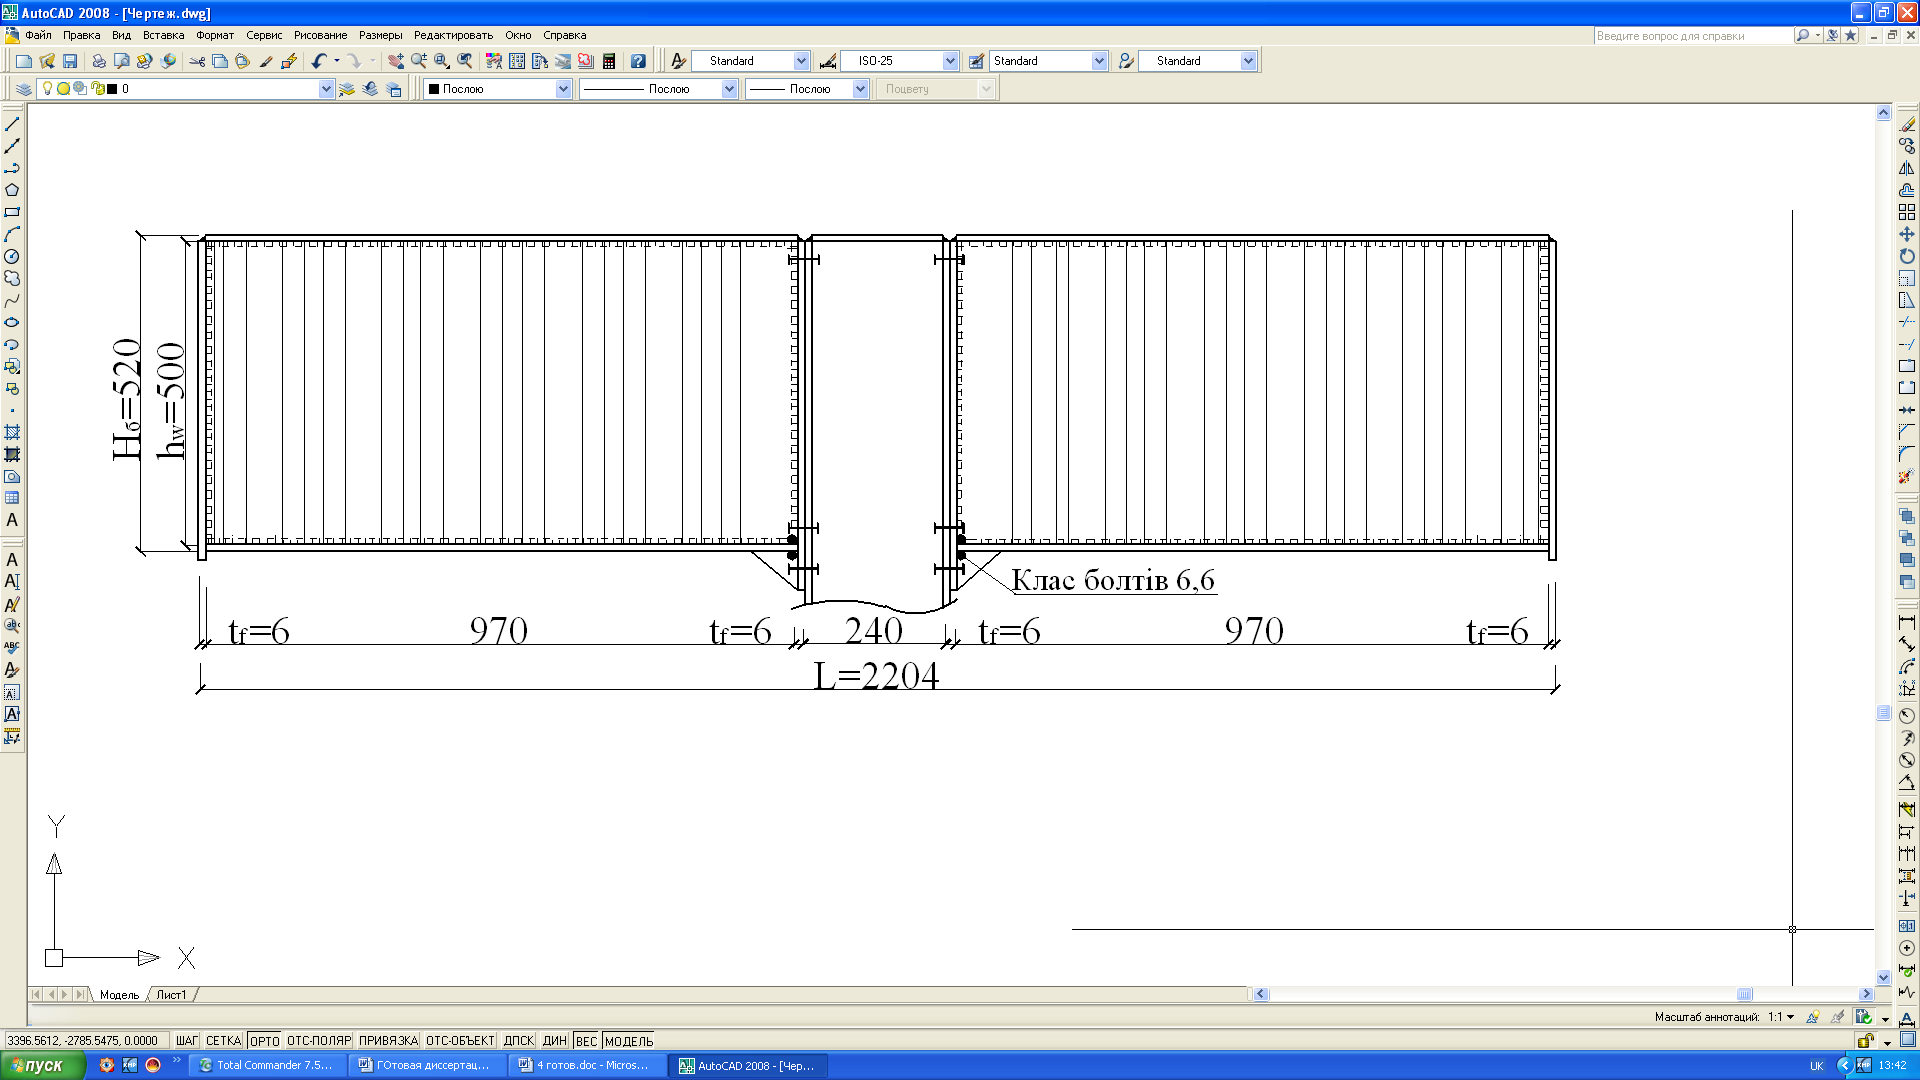 AutoCAD 2008 - [Чертеж.dwg]
Файл Правка Вид Вставка Формат Сервис Рисование Размеры Редактировать Окно Справка
Введите вопрос для справки
Standard ISO-25 Standard Standard
0 Послою Послою Послою Поцвету
Hб=520
hw=500
Клас болтів 6,6
tf=6 970 tf=6 240 tf=6 970 tf=6
L=2204
Y
X
Модель Лист1
Масштаб аннотаций: 1:1
3396.5612, -2785.5475, 0.0000 ШАГ СЕТКА ОРТО ОТС-ПОЛЯР ПРИВЯЗКА ОТС-ОБЪЕКТ ДПСК ДИН ВЕС МОДЕЛЬ
пуск Total Commander 7.5... ГОтовая диссертац... 4 готов.doc - Micros... AutoCAD 2008 - [Чер... UK 13:42